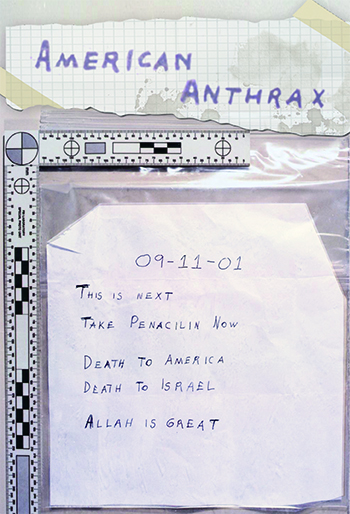 AMERICAN
ANTHRAX
09-11-01
THIS IS NEXT
TAKE PENACILIN NOW
DEATH TO AMERICA
DEATH TO ISRAEL
ALLAH IS GREAT